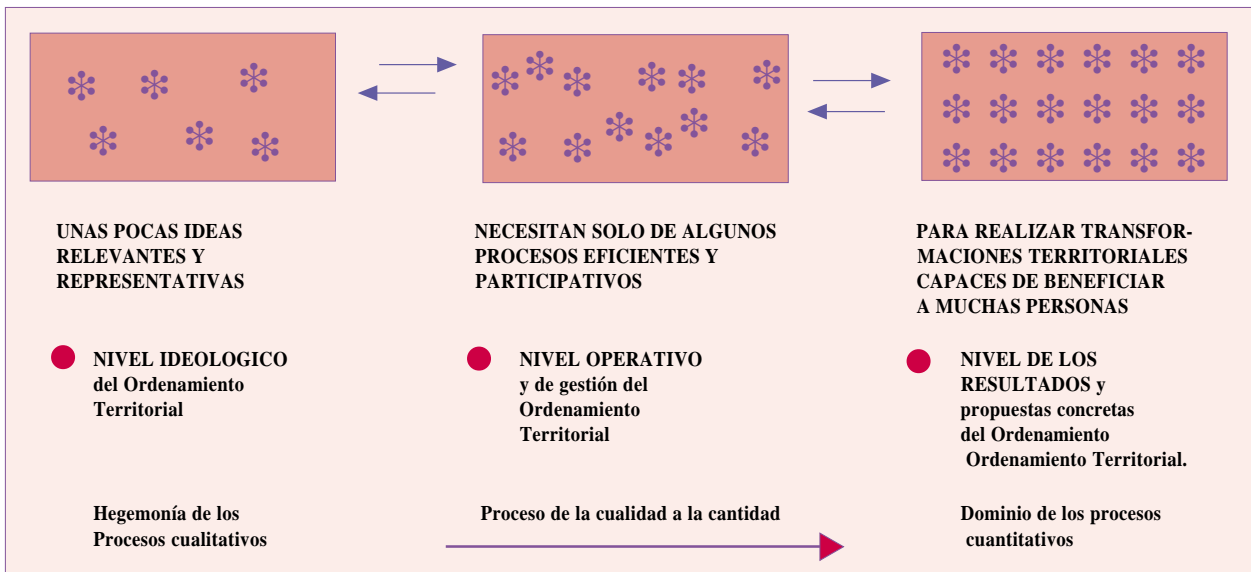 UNAS POCAS IDEAS
RELEVANTES Y
REPRESENTATIVAS
NECESITAN SOLO DE ALGUNOS
PROCESOS EFICIENTES Y
PARTICIPATIVOS
PARA REALIZAR TRANSFOR-
MACIONES TERRITORIALES
CAPACES DE BENEFICIAR
A MUCHAS PERSONAS
NIVEL IDEOLOGICO
del Ordenamiento
Territorial
NIVEL OPERATIVO
y de gestión del
Ordenamiento
Territorial
NIVEL DE LOS
RESULTADOS y
propuestas concretas
del Ordenamiento
Ordenamiento Territorial.
Hegemonía de los
Procesos cualitativos
Proceso de la cualidad a la cantidad
Dominio de los procesos
cuantitativos